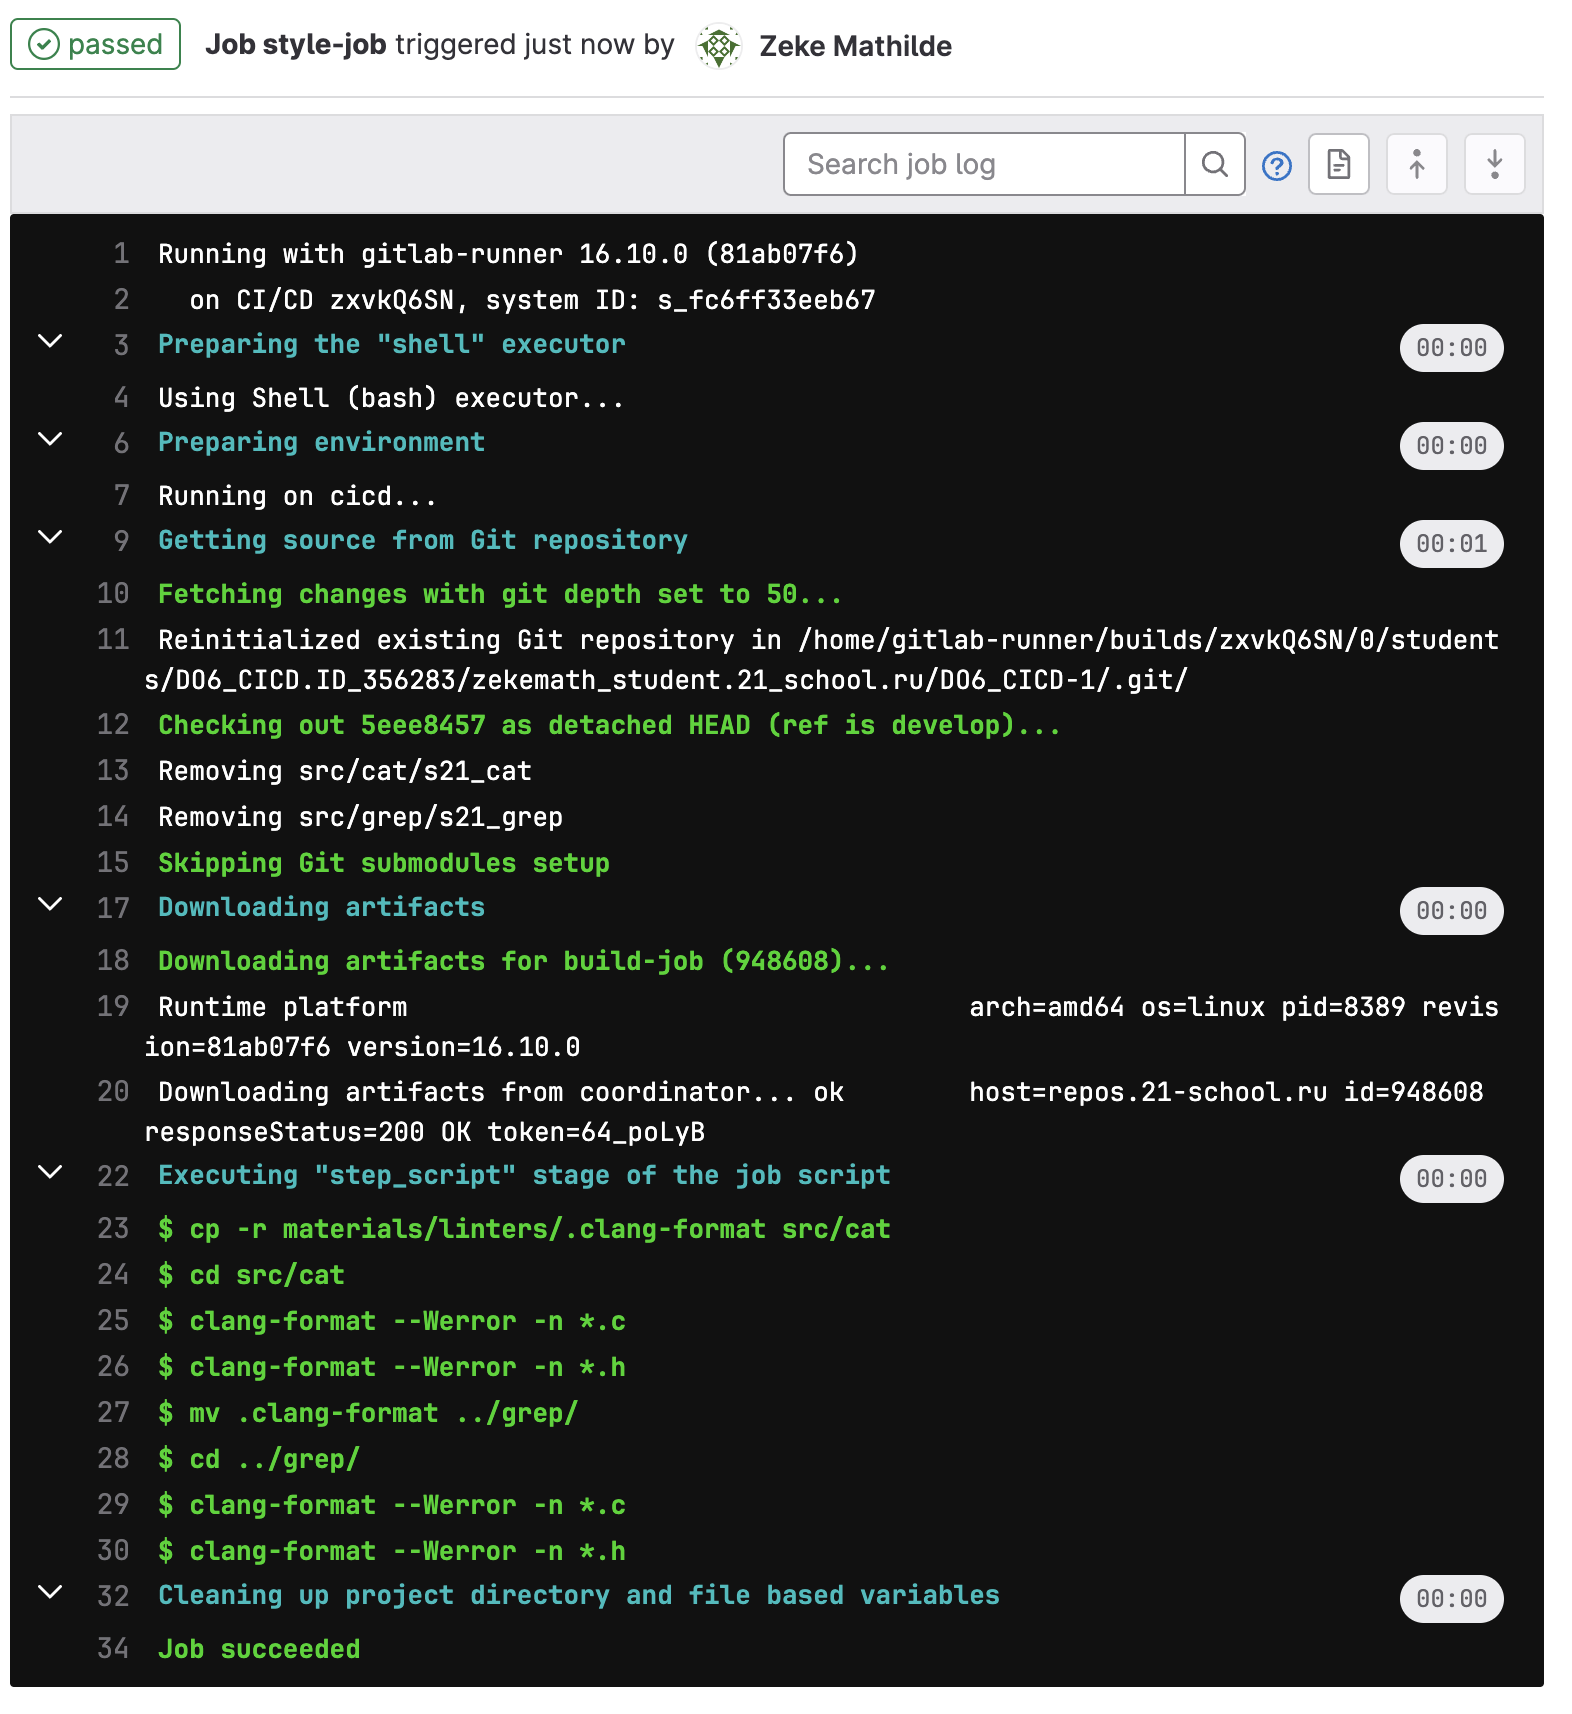 passed Job style-job triggered just now by Zeke Mathilde
Search job log
1 Running with gitlab-runner 16.10.0 (81ab07f6)
2 on CI/CD zxvkQ6SN, system ID: s_fc6ff33eeb67
3 Preparing the "shell" executor 00:00
4 Using Shell (bash) executor...
6 Preparing environment 00:00
7 Running on cicd...
9 Getting source from Git repository 00:01
10 Fetching changes with git depth set to 50...
11 Reinitialized existing Git repository in /home/gitlab-runner/builds/zxvkQ6SN/0/student
s/DO6_CICD.ID_356283/zekemath_student.21_school.ru/DO6_CICD-1/.git/
12 Checking out 5eee8457 as detached HEAD (ref is develop)...
13 Removing src/cat/s21_cat
14 Removing src/grep/s21_grep
15 Skipping Git submodules setup
17 Downloading artifacts 00:00
18 Downloading artifacts for build-job (948608)...
19 Runtime platform arch=amd64 os=linux pid=8389 revis
ion=81ab07f6 version=16.10.0
20 Downloading artifacts from coordinator... ok host=repos.21-school.ru id=948608
responseStatus=200 OK token=64_poLyB
22 Executing "step_script" stage of the job script 00:00
23 $ cp -r materials/linters/.clang-format src/cat
24 $ cd src/cat
25 $ clang-format --Werror -n *.c
26 $ clang-format --Werror -n *.h
27 $ mv .clang-format ../grep/
28 $ cd ../grep/
29 $ clang-format --Werror -n *.c
30 $ clang-format --Werror -n *.h
32 Cleaning up project directory and file based variables 00:00
34 Job succeeded